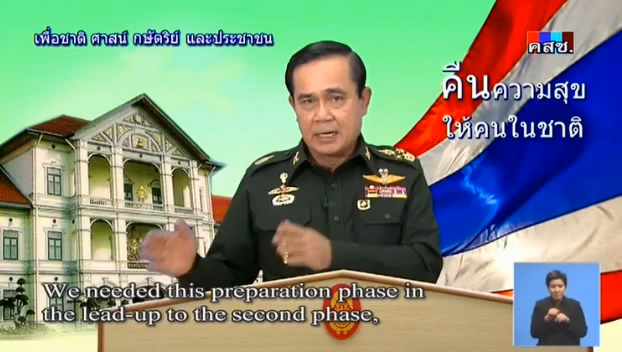 เพื่อชาติ ศาสน์ กษัตริย์ และประชาชน
คสช.
คืนความสุข
ให้คนในชาติ
We needed this preparation phase in
the lead-up to the second phase,